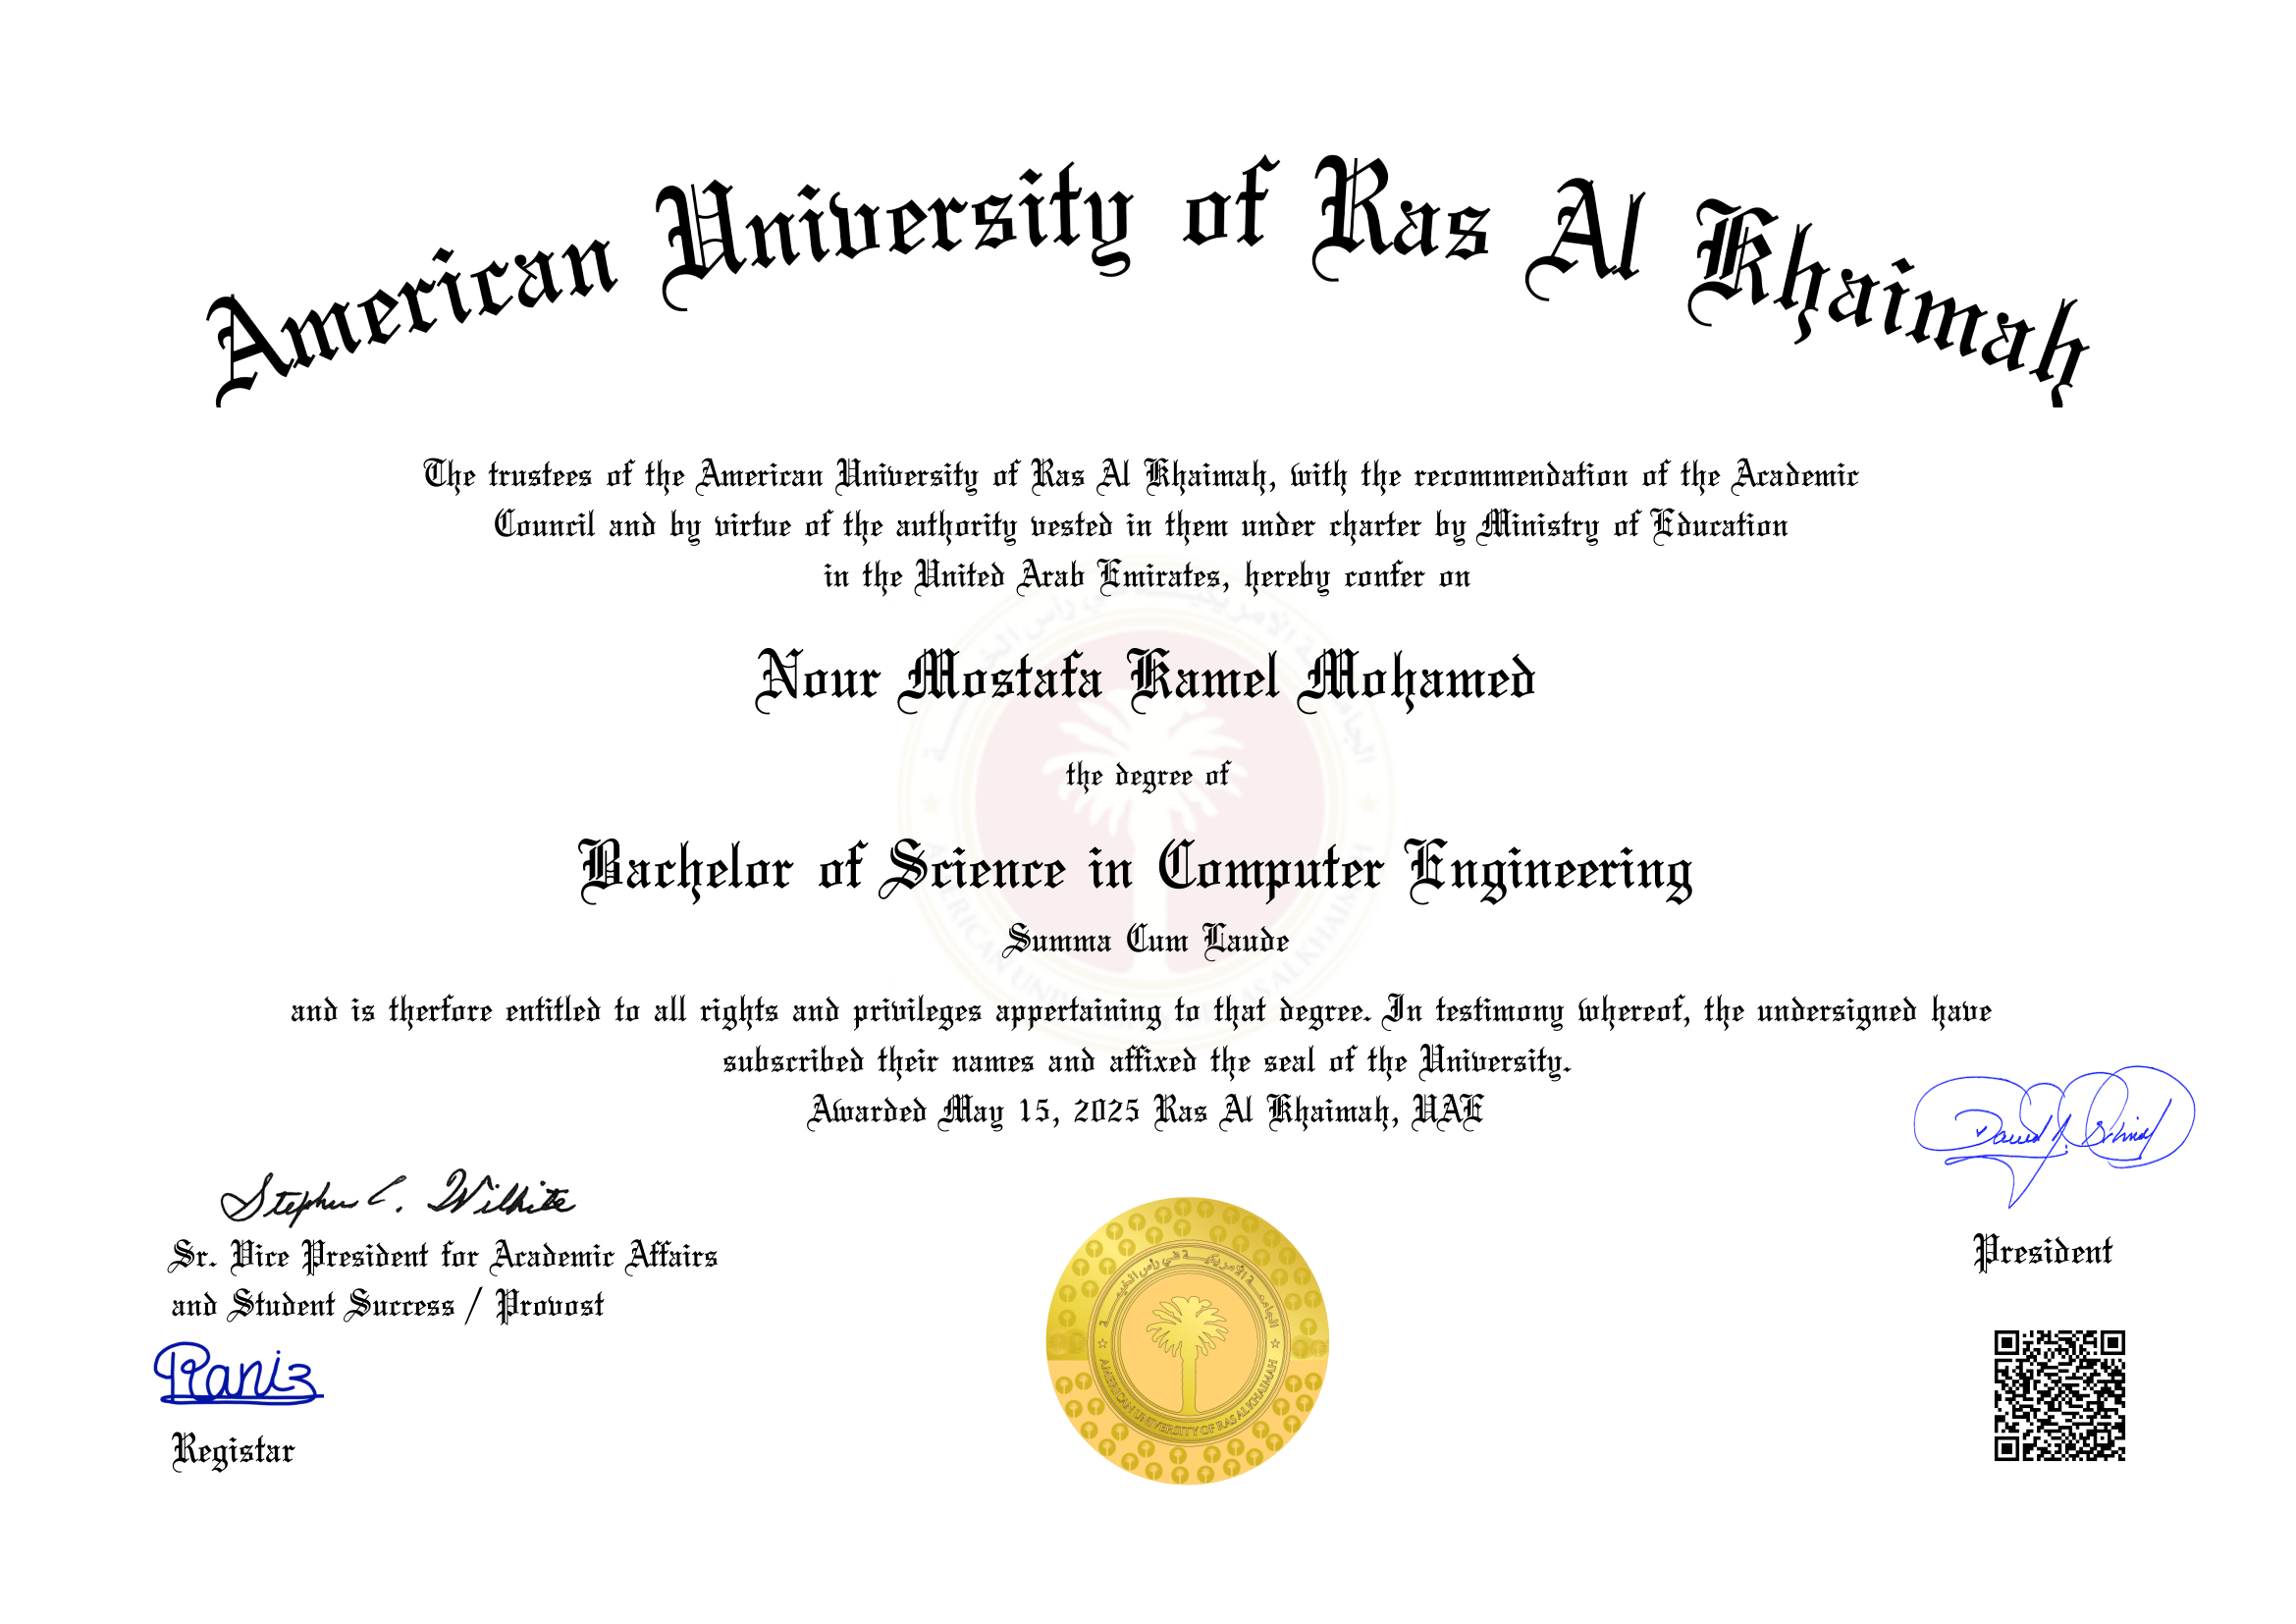 American University of Ras Al Khaimah
The trustees of the American University of Ras Al Khaimah, with the recommendation of the Academic
Council and by virtue of the authority vested in them under charter by Ministry of Education
in the United Arab Emirates, hereby confer on
Nour Mostafa Kamel Mohamed
the degree of
Bachelor of Science in Computer Engineering
Summa Cum Laude
and is therfore entitled to all rights and privileges appertaining to that degree. In testimony whereof, the undersigned have
subscribed their names and affixed the seal of the University.
Awarded May 15, 2025 Ras Al Khaimah, UAE
Stephen C. Wilhite
Sr. Vice President for Academic Affairs
and Student Success / Provost
President
Registar
الجامعة الامريكية في رأس الخيمة
AMERICAN UNIVERSITY OF RAS AL KHAIMAH